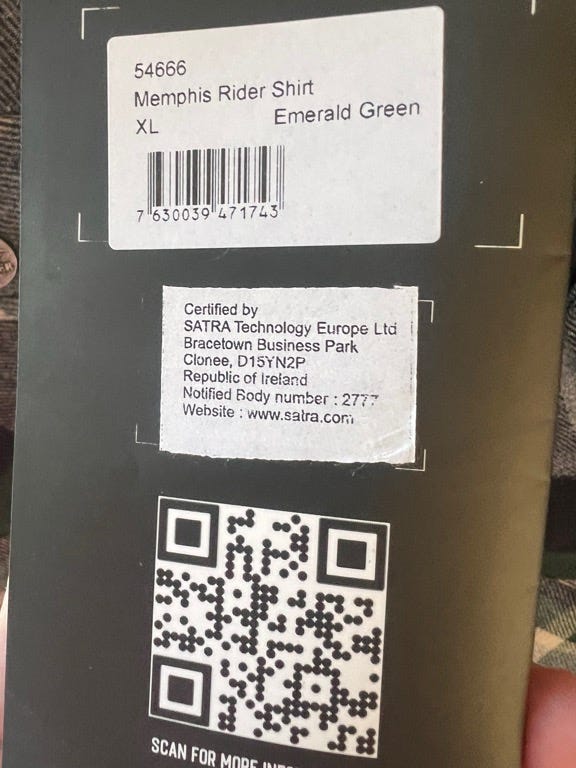 54666
Memphis Rider Shirt
XL Emerald Green
7 630039 471743
Certified by
SATRA Technology Europe Ltd
Bracetown Business Park
Clonee, D15YN2P
Republic of Ireland
Notified Body number : 2777
Website : www.satra.com
SCAN FOR MORE